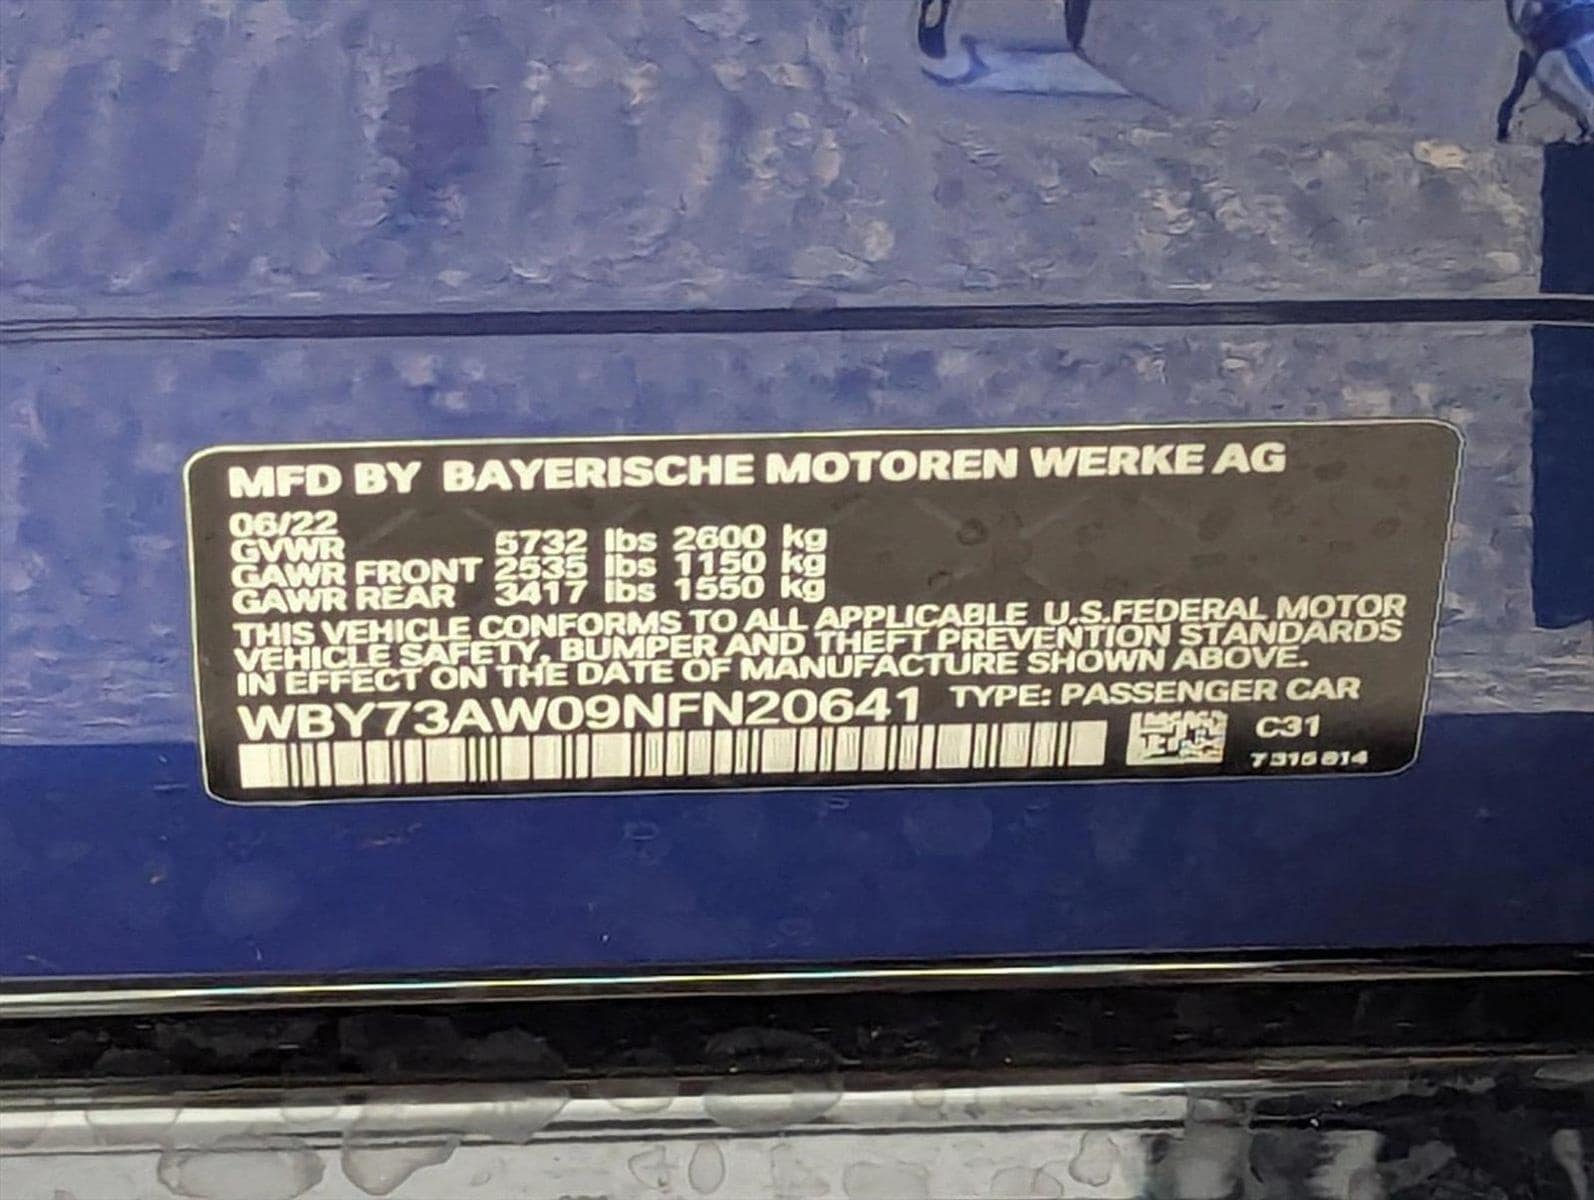 MFD BY BAYERISCHE MOTOREN WERKE AG
06/22
GVWR 5732 lbs 2600 kg
GAWR FRONT 2535 lbs 1150 kg
GAWR REAR 3417 lbs 1550 kg
THIS VEHICLE CONFORMS TO ALL APPLICABLE U.S.FEDERAL MOTOR
VEHICLE SAFETY, BUMPER AND THEFT PREVENTION STANDARDS
IN EFFECT ON THE DATE OF MANUFACTURE SHOWN ABOVE.
WBY73AW09NFN20641 TYPE: PASSENGER CAR
C31
7 315 814